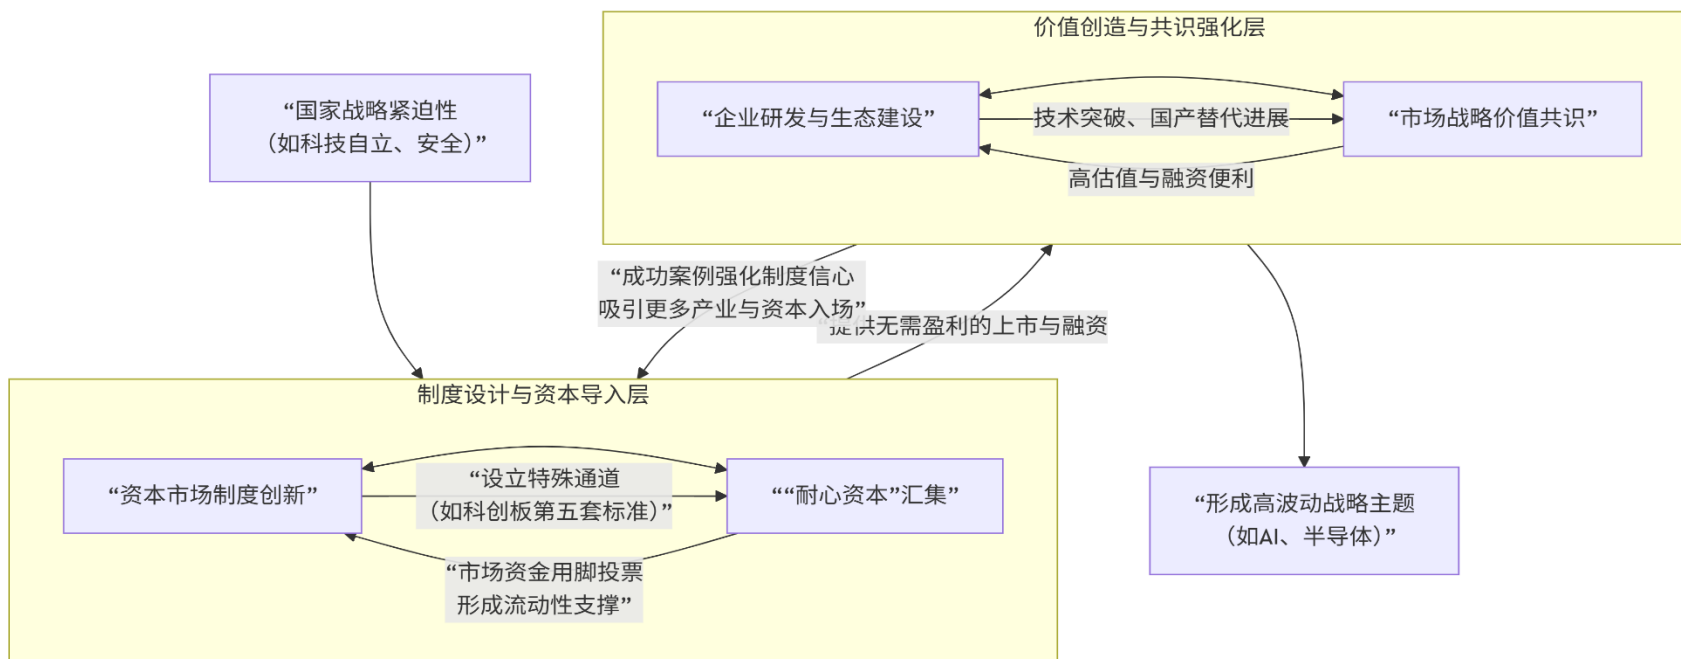 价值创造与共识强化层
“国家战略紧迫性
（如科技自立、安全）”
“企业研发与生态建设”
技术突破、国产替代进展
“市场战略价值共识”
高估值与融资便利
“成功案例强化制度信心
吸引更多产业与资本入场”
“提供无需盈利的上市与融资
制度设计与资本导入层
“资本市场制度创新”
“设立特殊通道
（如科创板第五套标准）”
““耐心资本”汇集”
“市场资金用脚投票
形成流动性支撑”
“形成高波动战略主题
（如AI、半导体）”